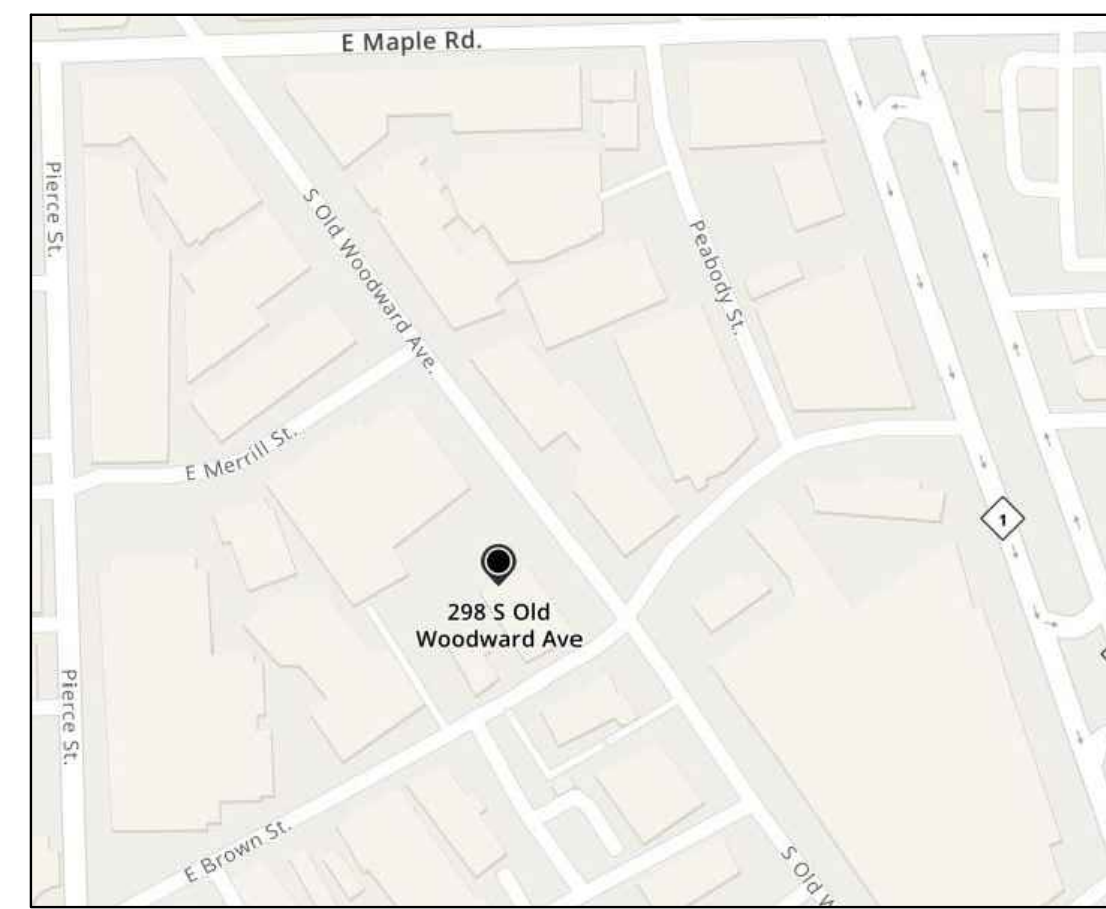 E Maple Rd.
Pierce St.
S Old Woodward Ave.
Peabody St.
E Merrill St.
1
298 S Old
Woodward Ave
Pierce St.
E Brown St.
S Old W